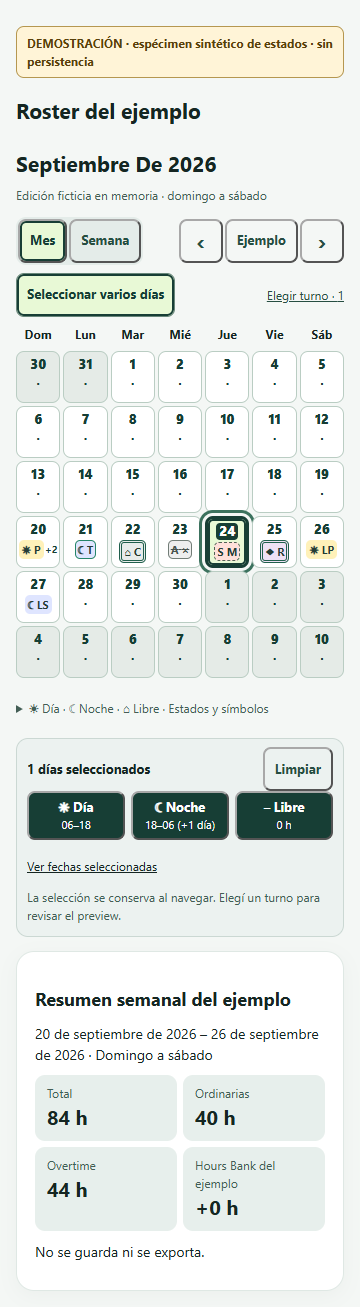 DEMOSTRACIÓN · espécimen sintético de estados · sin
persistencia
Roster del ejemplo
Septiembre De 2026
Edición ficticia en memoria · domingo a sábado
Mes Semana ‹ Ejemplo ›
Seleccionar varios días Elegir turno · 1
Dom Lun Mar Mié Jue Vie Sáb
30 31 1 2 3 4 5
· · · · · · ·
6 7 8 9 10 11 12
· · · · · · ·
13 14 15 16 17 18 19
· · · · · · ·
20 21 22 23 24 25 26
☀ P +2 ☾ T ⌂ C A × S M ◆ R ☀ LP
27 28 29 30 1 2 3
☾ LS · · · · · ·
4 5 6 7 8 9 10
· · · · · · ·
▶ ☀ Día · ☾ Noche · ⌂ Libre · Estados y símbolos
1 días seleccionados Limpiar
☀ Día ☾ Noche – Libre
06–18 18–06 (+1 día) 0 h
Ver fechas seleccionadas
La selección se conserva al navegar. Elegí un turno para
revisar el preview.
Resumen semanal del ejemplo
20 de septiembre de 2026 – 26 de septiembre
de 2026 · Domingo a sábado
Total Ordinarias
84 h 40 h
Overtime Hours Bank del
ejemplo
44 h +0 h
No se guarda ni se exporta.